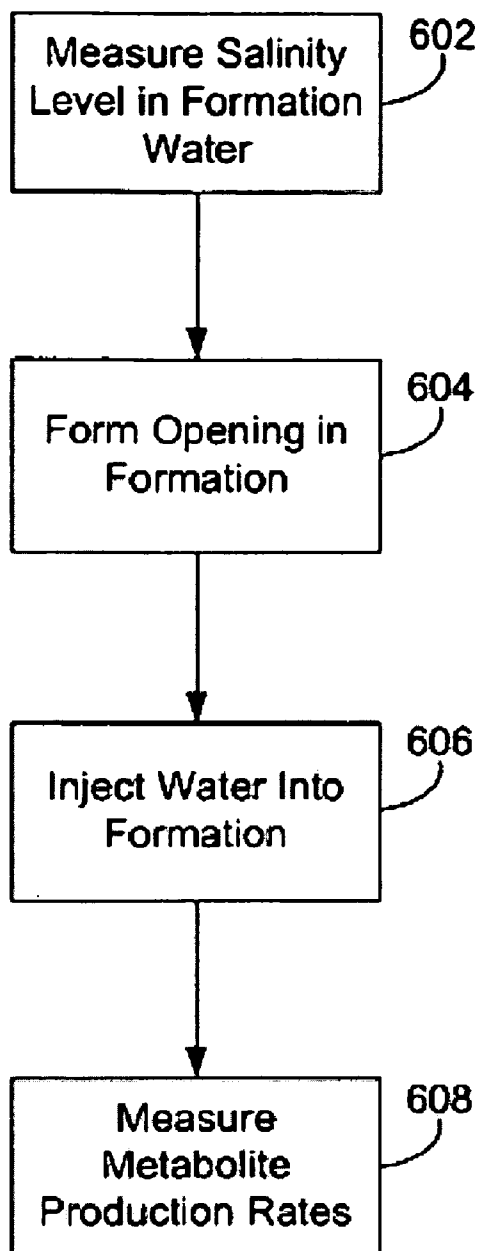 Measure Salinity
Level in Formation
Water
602
Form Opening in
Formation
604
Inject Water Into
Formation
606
Measure
Metabolite
Production Rates
608